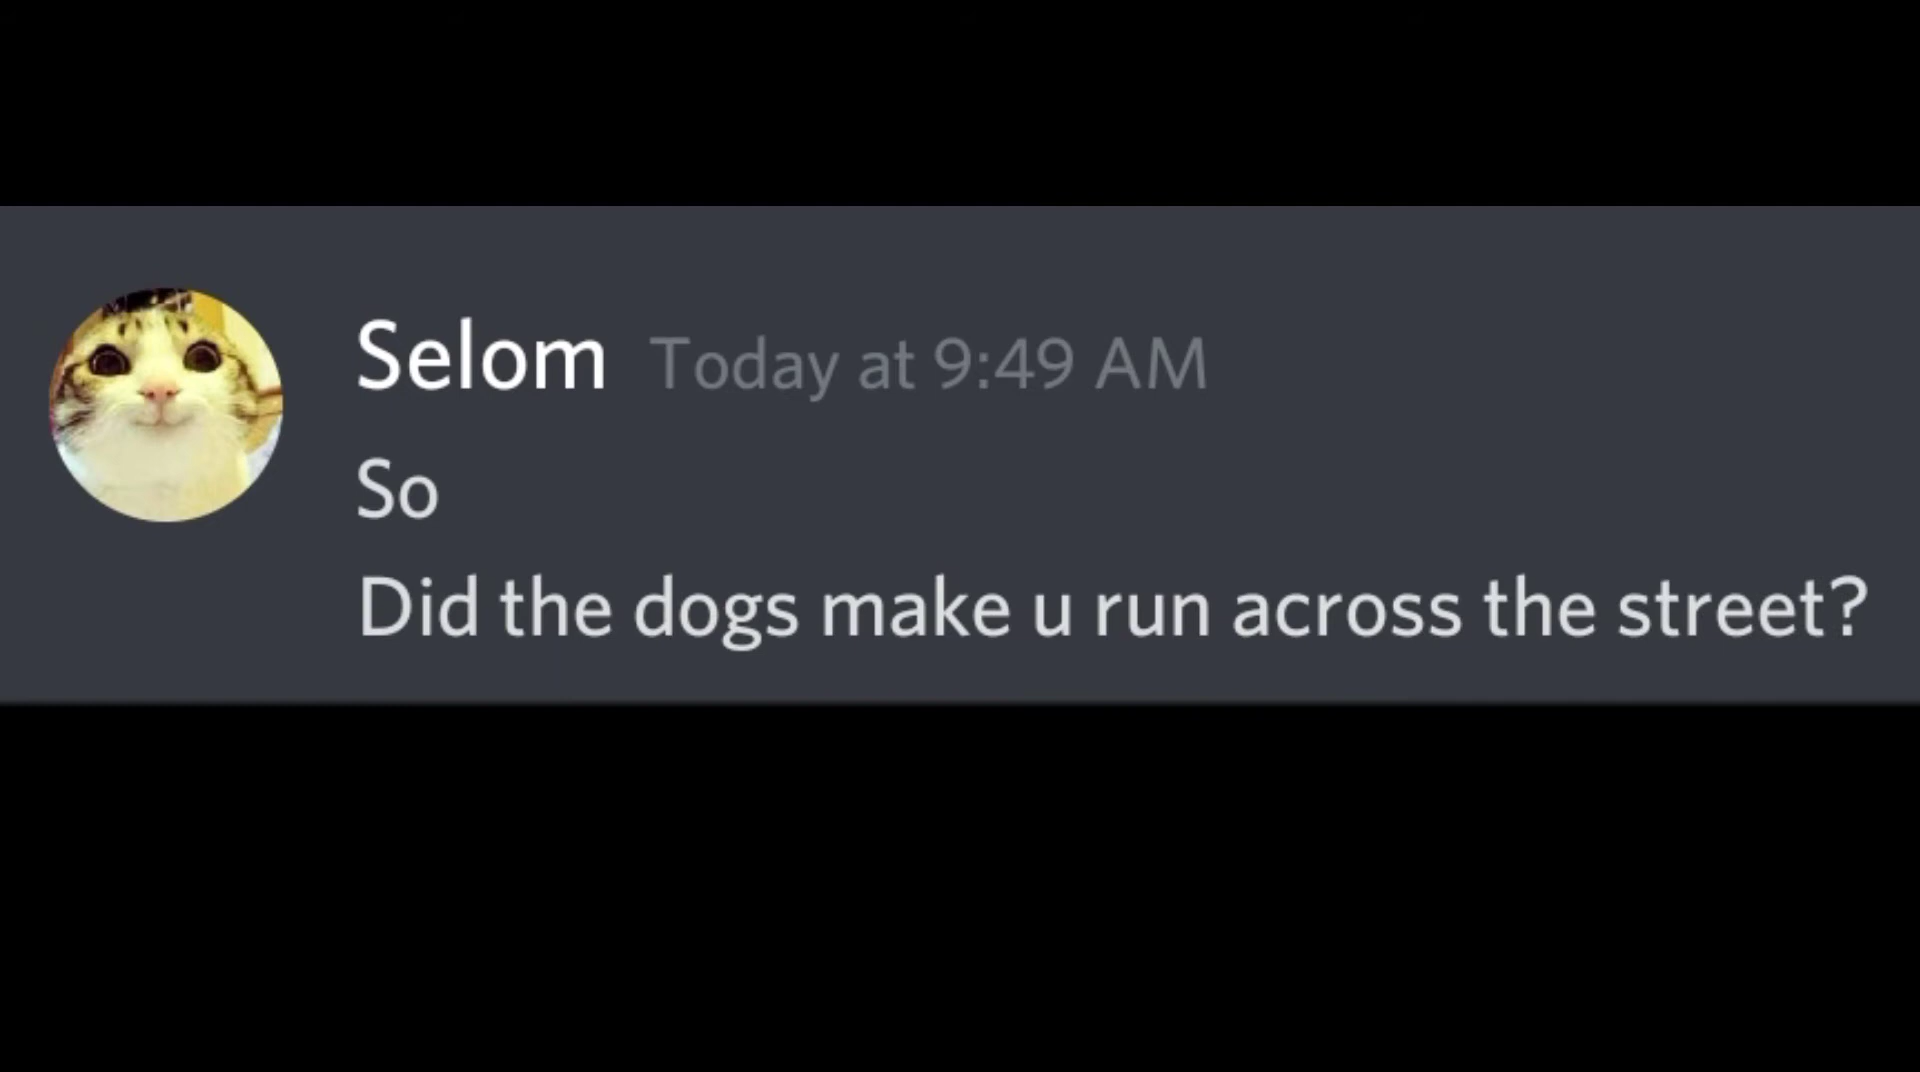 Selom Today at 9:49 AM
So
Did the dogs make u run across the street?